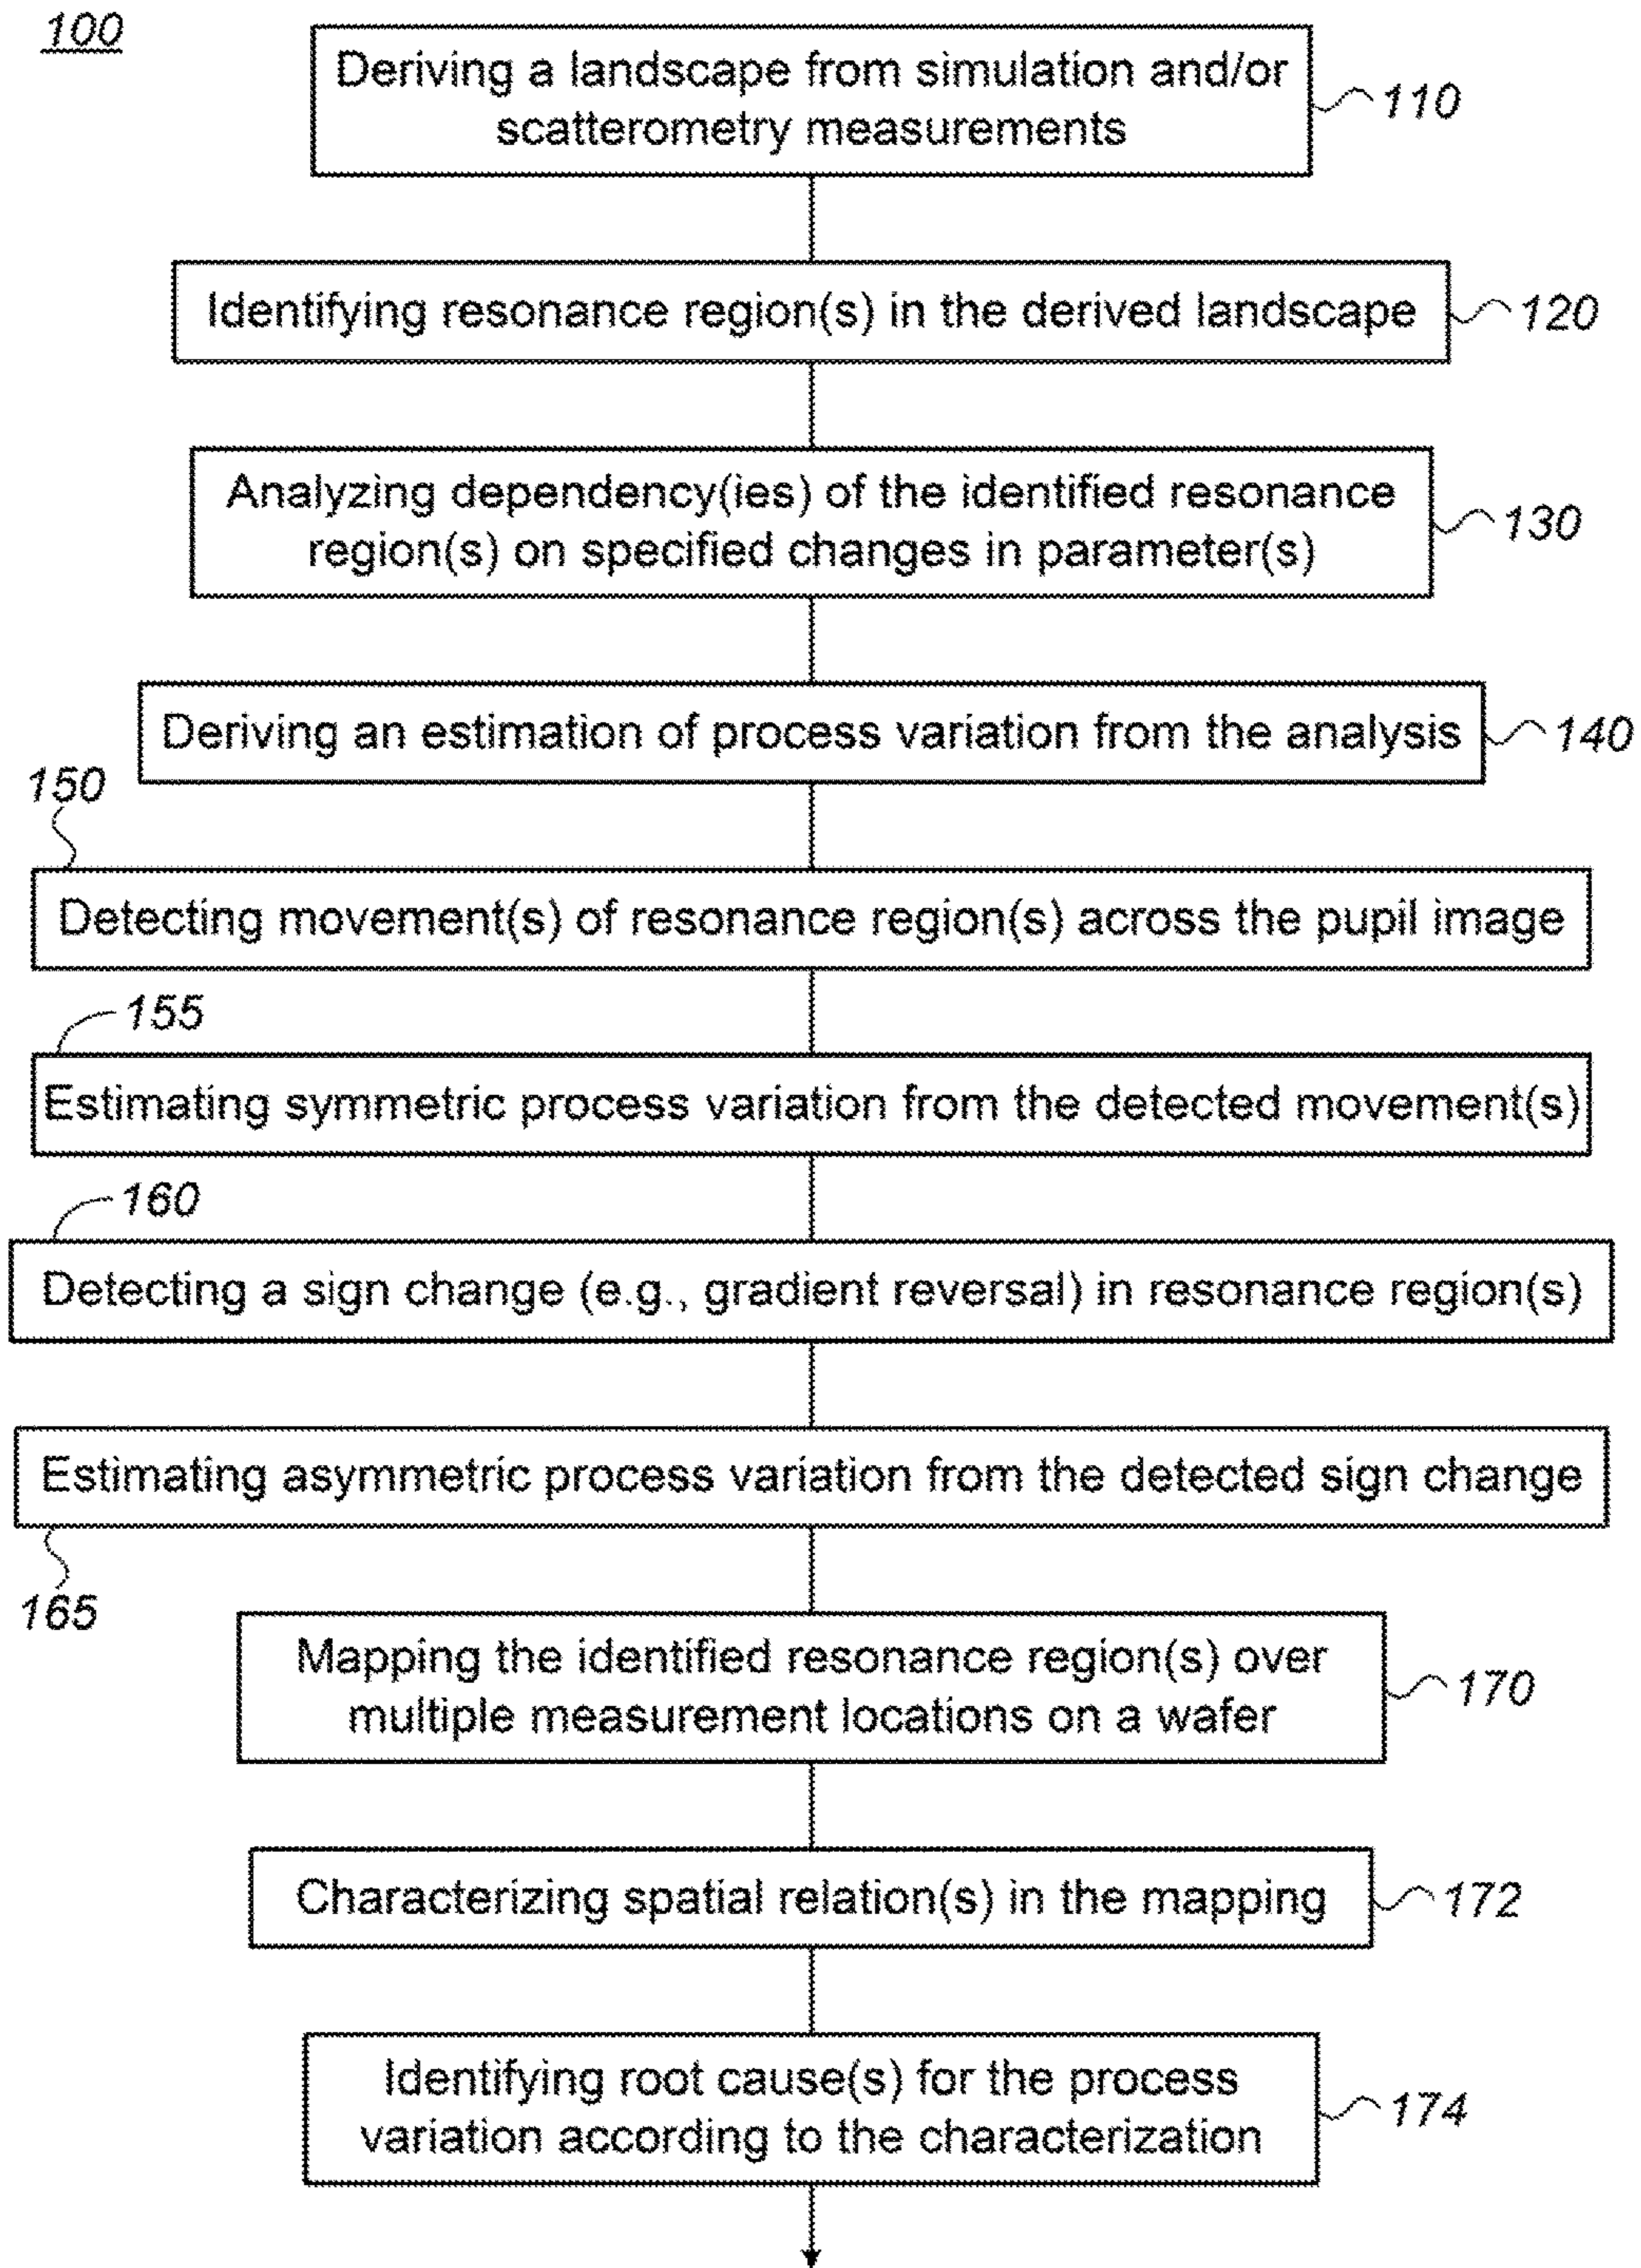 100
Deriving a landscape from simulation and/or
scatterometry measurements
110
Identifying resonance region(s) in the derived landscape
120
Analyzing dependency(ies) of the identified resonance
region(s) on specified changes in parameter(s)
130
Deriving an estimation of process variation from the analysis
140
150
Detecting movement(s) of resonance region(s) across the pupil image
155
Estimating symmetric process variation from the detected movement(s)
160
Detecting a sign change (e.g., gradient reversal) in resonance region(s)
Estimating asymmetric process variation from the detected sign change
165
Mapping the identified resonance region(s) over
multiple measurement locations on a wafer
170
Characterizing spatial relation(s) in the mapping
172
Identifying root cause(s) for the process
variation according to the characterization
174